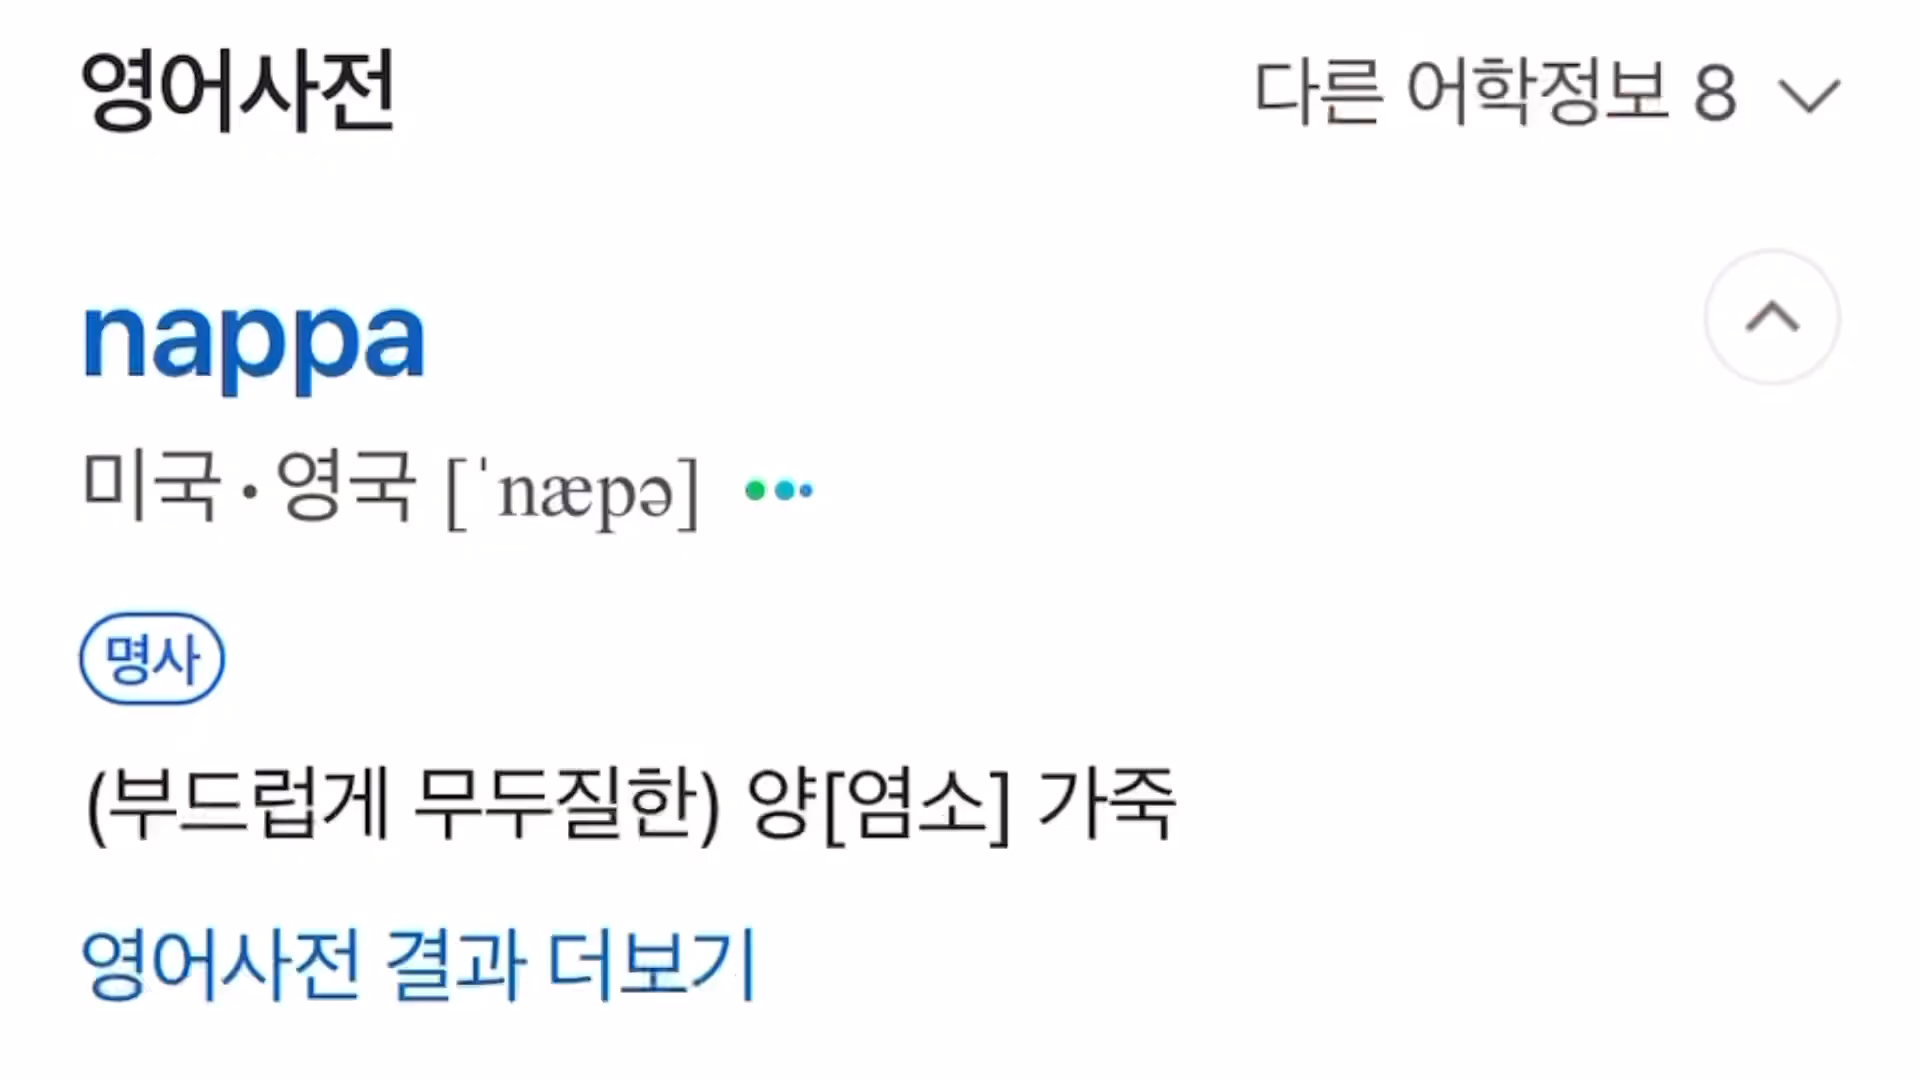 영어사전
다른 어학정보 8
nappa
미국·영국 [ˈnæpə]
명사
(부드럽게 무두질한) 양[염소] 가죽
영어사전 결과 더보기